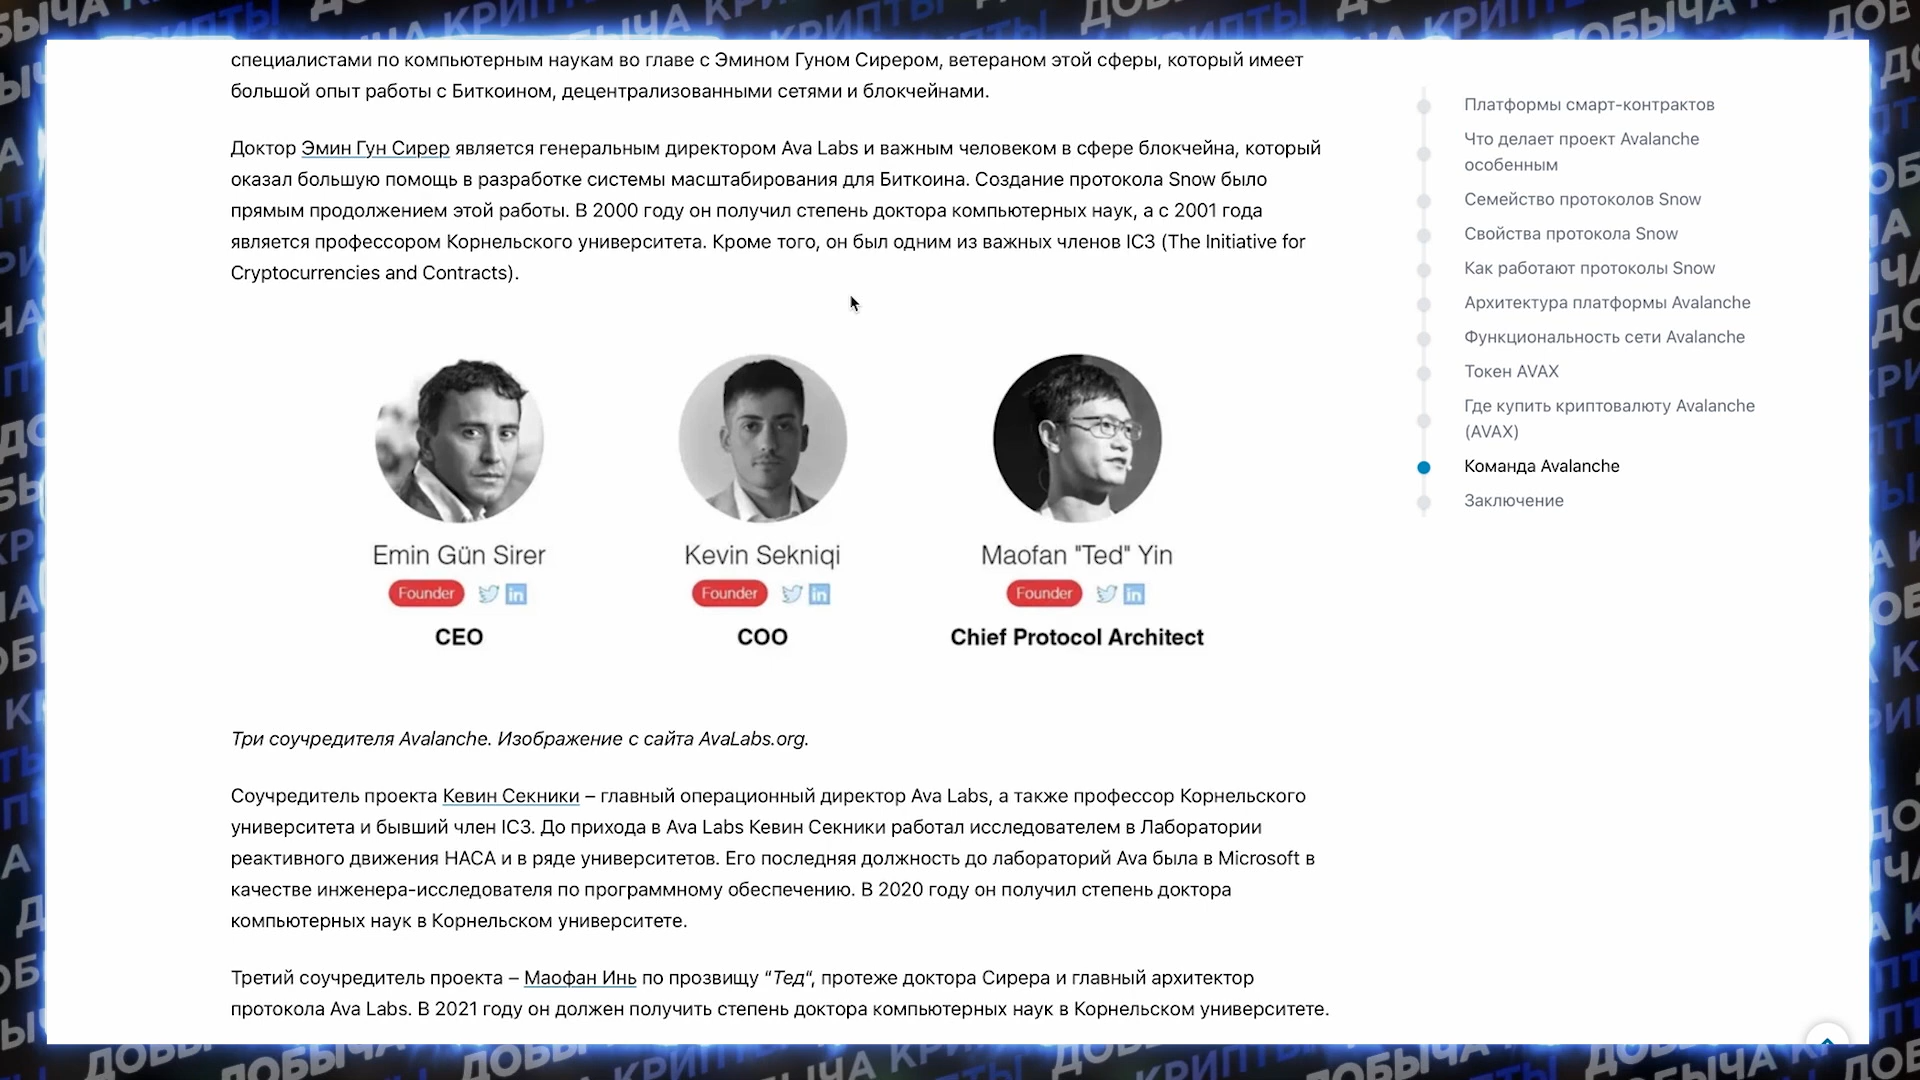 специалистами по компьютерным наукам во главе с Эмином Гуном Сирером, ветераном этой сферы, который имеет
большой опыт работы с Биткоином, децентрализованными сетями и блокчейнами.
Доктор Эмин Гун Сирер является генеральным директором Ava Labs и важным человеком в сфере блокчейна, который
оказал большую помощь в разработке системы масштабирования для Биткоина. Создание протокола Snow было
прямым продолжением этой работы. В 2000 году он получил степень доктора компьютерных наук, а с 2001 года
является профессором Корнельского университета. Кроме того, он был одним из важных членов IC3 (The Initiative for
Cryptocurrencies and Contracts).
Emin Gün Sirer
Founder
CEO
Kevin Sekniqi
Founder
COO
Maofan "Ted" Yin
Founder
Chief Protocol Architect
Три соучредителя Avalanche. Изображение с сайта AvaLabs.org.
Соучредитель проекта Кевин Секники – главный операционный директор Ava Labs, а также профессор Корнельского
университета и бывший член IC3. До прихода в Ava Labs Кевин Секники работал исследователем в Лаборатории
реактивного движения НАСА и в ряде университетов. Его последняя должность до лабораторий Ava была в Microsoft в
качестве инженера-исследователя по программному обеспечению. В 2020 году он получил степень доктора
компьютерных наук в Корнельском университете.
Третий соучредитель проекта – Маофан Инь по прозвищу “Тед“, протеже доктора Сирера и главный архитектор
протокола Ava Labs. В 2021 году он должен получить степень доктора компьютерных наук в Корнельском университете.
Платформы смарт-контрактов
Что делает проект Avalanche
особенным
Семейство протоколов Snow
Свойства протокола Snow
Как работают протоколы Snow
Архитектура платформы Avalanche
Функциональность сети Avalanche
Токен AVAX
Где купить криптовалюту Avalanche
(AVAX)
Команда Avalanche
Заключение